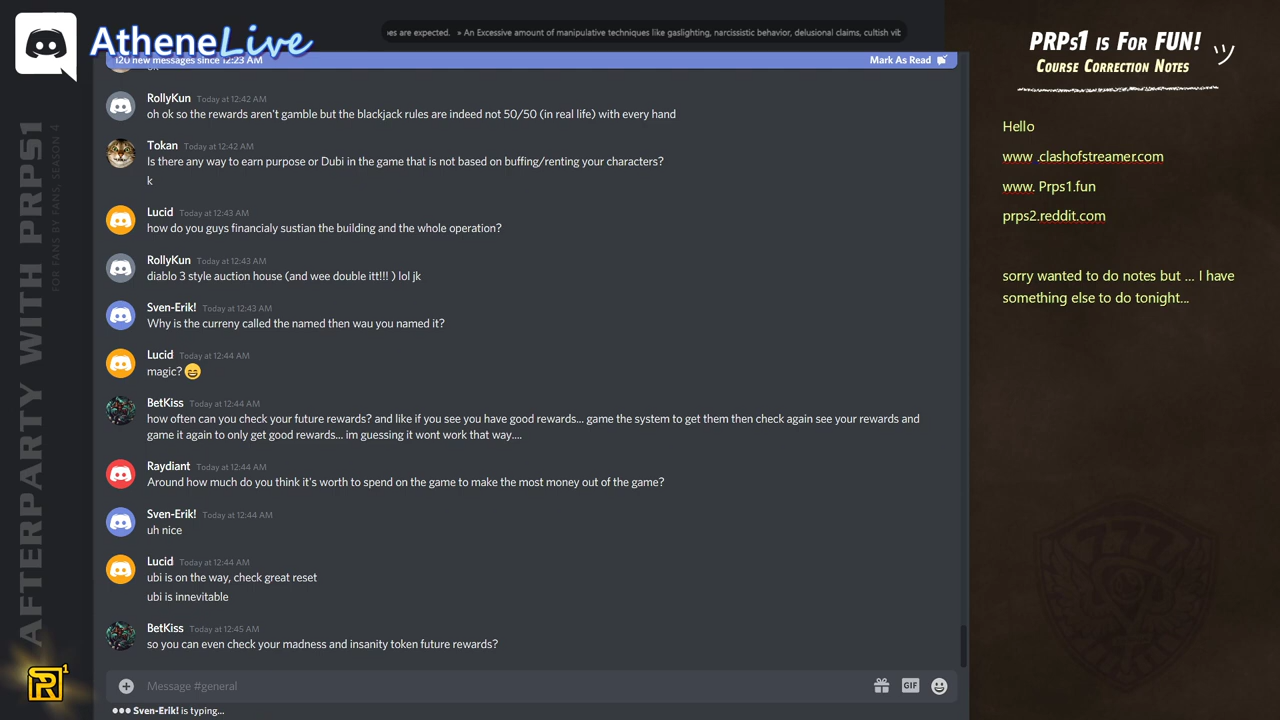 AtheneLive
es are expected. » An Excessive amount of manipulative techniques like gaslighting, narcissistic behavior, delusional claims, cultish vib
120 new messages since 12:23 AM
Mark As Read
RollyKun Today at 12:42 AM
oh ok so the rewards aren't gamble but the blackjack rules are indeed not 50/50 (in real life) with every hand
Tokan Today at 12:42 AM
Is there any way to earn purpose or Dubi in the game that is not based on buffing/renting your characters?
k
Lucid Today at 12:43 AM
how do you guys financialy sustian the building and the whole operation?
RollyKun Today at 12:43 AM
diablo 3 style auction house (and wee double itt!!! ) lol jk
Sven-Erik! Today at 12:43 AM
Why is the curreny called the named then wau you named it?
Lucid Today at 12:44 AM
magic?
BetKiss Today at 12:44 AM
how often can you check your future rewards? and like if you see you have good rewards... game the system to get them then check again see your rewards and
game it again to only get good rewards... im guessing it wont work that way....
Raydiant Today at 12:44 AM
Around how much do you think it's worth to spend on the game to make the most money out of the game?
Sven-Erik! Today at 12:44 AM
uh nice
Lucid Today at 12:44 AM
ubi is on the way, check great reset
ubi is innevitable
BetKiss Today at 12:45 AM
so you can even check your madness and insanity token future rewards?
Message #general
GIF
Sven-Erik! is typing...
AFTERPARTY WITH PRPS1
FOR FANS BY FANS, SEASON 4
PRPs1 is For FUN!
Course Correction Notes
ツ
Hello
www .clashofstreamer.com
www. Prps1.fun
prps2.reddit.com
sorry wanted to do notes but ... I have
something else to do tonight...
777
R1